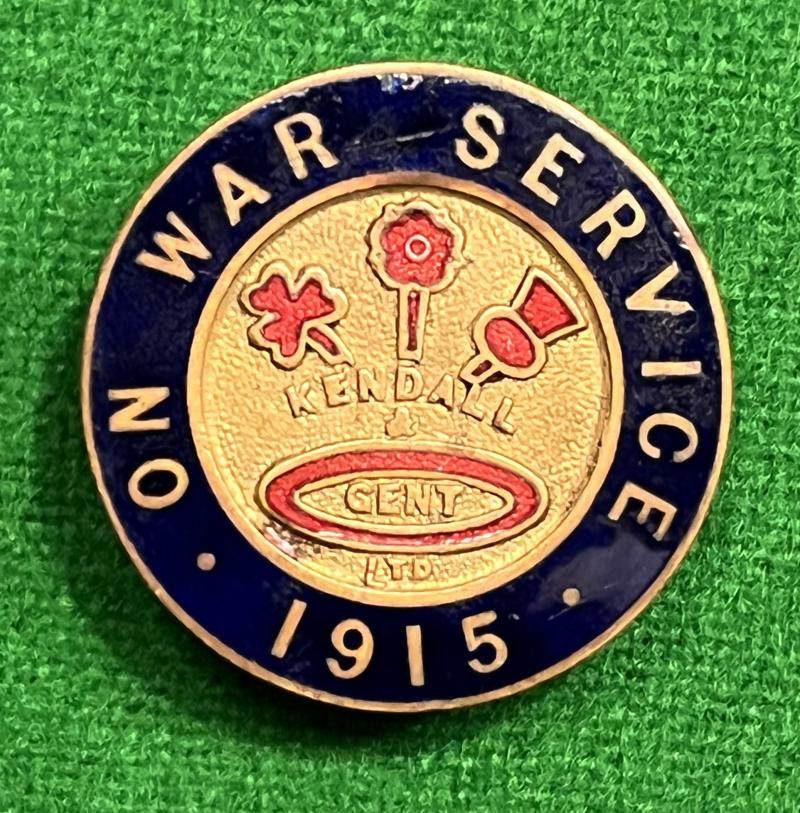 ON WAR SERVICE
· 1915 ·
KENDALL
&
GENT
LTD.